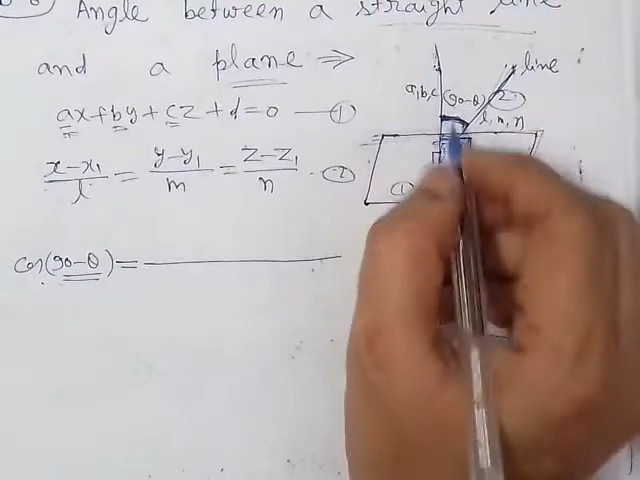 Angle between a straight line
and a plane ⇒
ax+by+cz+d=0 —①
a,b,c (90-θ) ② line
l, m, n
(x-x₁)/l = (y-y₁)/m = (z-z₁)/n -②
①
cos(90-θ)=